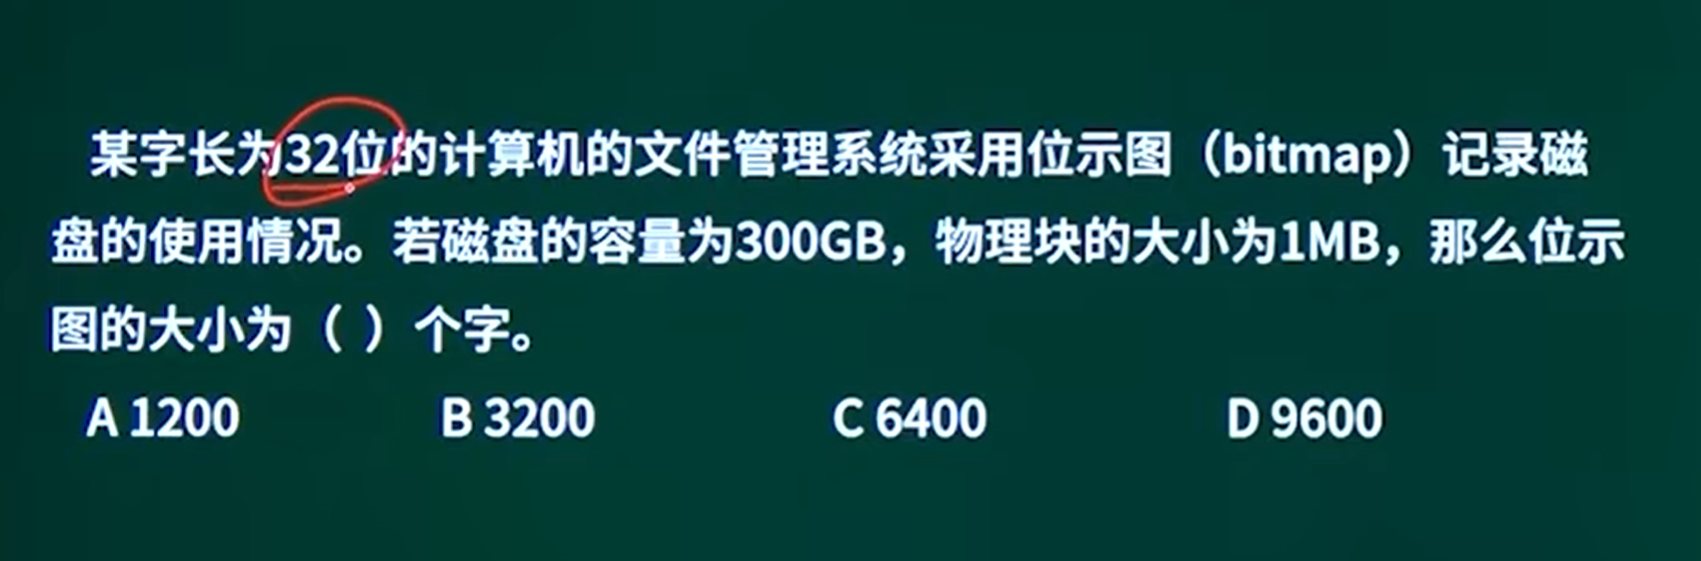 某字长为32位的计算机的文件管理系统采用位示图（bitmap）记录磁
盘的使用情况。若磁盘的容量为300GB，物理块的大小为1MB，那么位示
图的大小为（ ）个字。
A 1200 B 3200 C 6400 D 9600